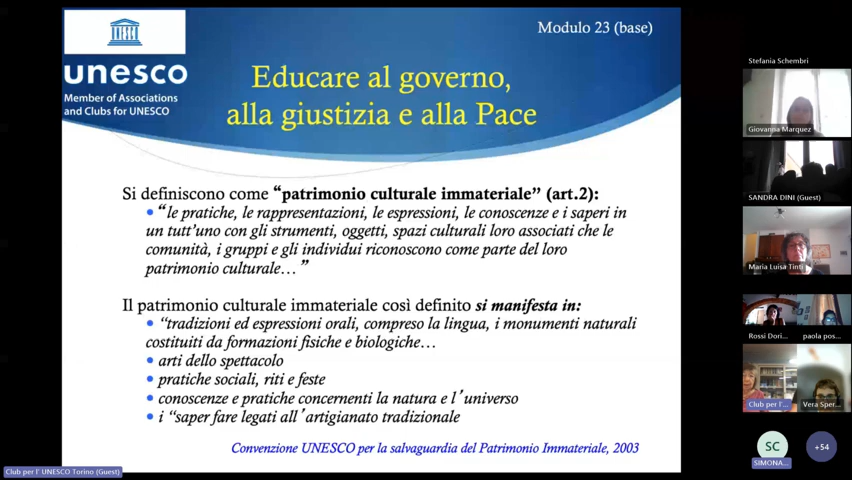 Modulo 23 (base)
unesco
Member of Associations
and Clubs for UNESCO
Educare al governo,
alla giustizia e alla Pace
Si definiscono come “patrimonio culturale immateriale” (art.2):
• “le pratiche, le rappresentazioni, le espressioni, le conoscenze e i saperi in
un tutt’uno con gli strumenti, oggetti, spazi culturali loro associati che le
comunità, i gruppi e gli individui riconoscono come parte del loro
patrimonio culturale…”
Il patrimonio culturale immateriale così definito si manifesta in:
• “tradizioni ed espressioni orali, compreso la lingua, i monumenti naturali
costituiti da formazioni fisiche e biologiche…
• arti dello spettacolo
• pratiche sociali, riti e feste
• conoscenze e pratiche concernenti la natura e l’universo
• i “saper fare legati all’artigianato tradizionale
Convenzione UNESCO per la salvaguardia del Patrimonio Immateriale, 2003
Club per l' UNESCO Torino (Guest)
Stefania Schembri
Giovanna Marquez
SANDRA DINI (Guest)
Maria Luisa Tinti
Rossi Dori...
paola pos...
Club per l'...
Vera Sper...
SC
SIMONA...
+54